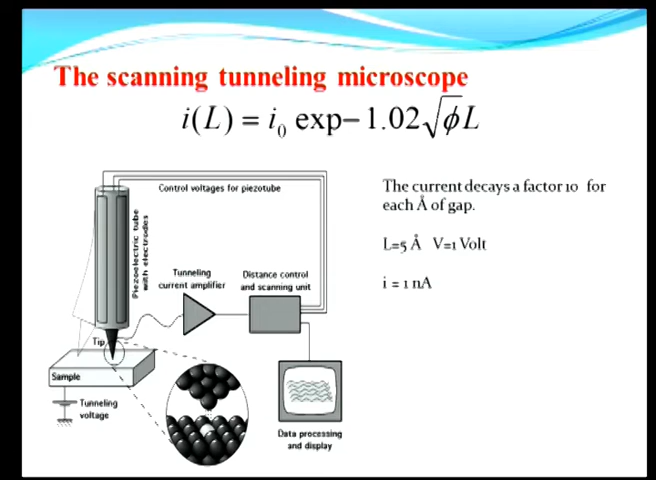 The scanning tunneling microscope
i(L) = i₀ exp− 1.02√ϕL
Control voltages for piezotube
The current decays a factor 10 for
each Å of gap.
L=5 Å V=1 Volt
i = 1 nA
Piezoelectric tube
with electrodes
Tunneling
current amplifier
Distance control
and scanning unit
Tip
Sample
Tunneling
voltage
Data processing
and display